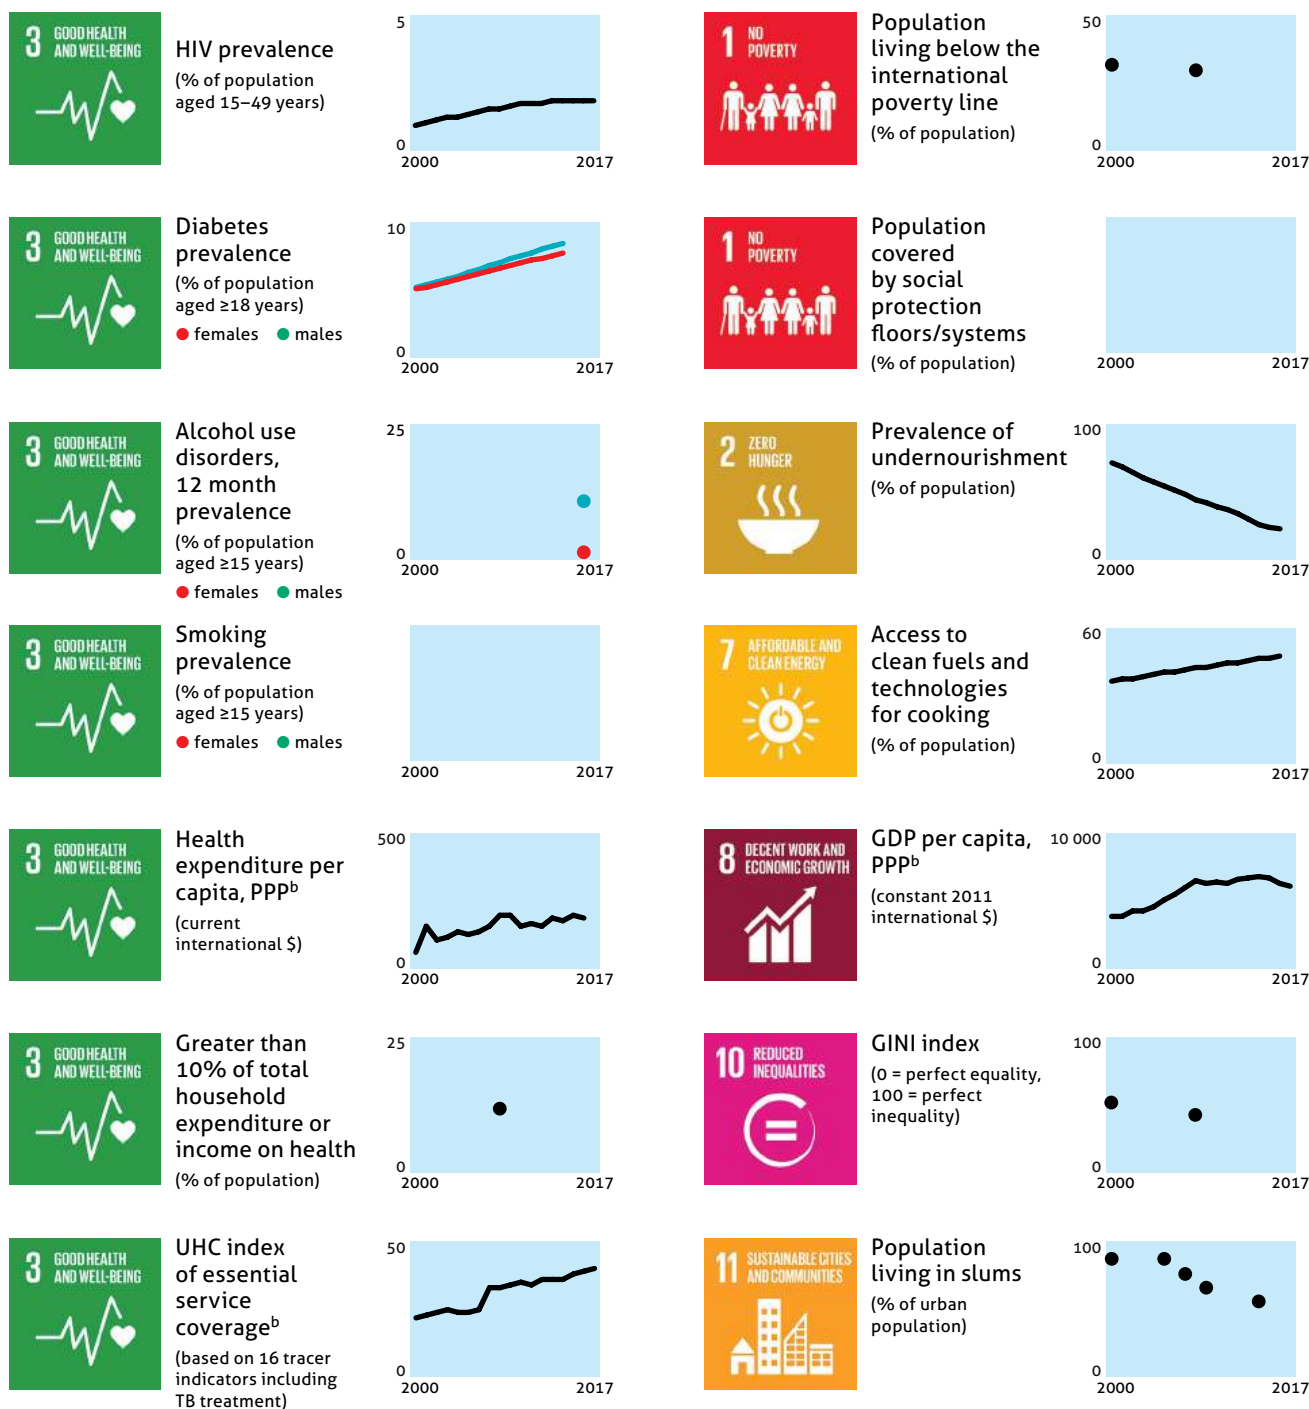 3 GOOD HEALTH
AND WELL-BEING
HIV prevalence
(% of population
aged 15–49 years)
5
0
2000 2017
3 GOOD HEALTH
AND WELL-BEING
Diabetes
prevalence
(% of population
aged ≥18 years)
females males
10
0
2000 2017
3 GOOD HEALTH
AND WELL-BEING
Alcohol use
disorders,
12 month
prevalence
(% of population
aged ≥15 years)
females males
25
0
2000 2017
3 GOOD HEALTH
AND WELL-BEING
Smoking
prevalence
(% of population
aged ≥15 years)
females males
2000 2017
3 GOOD HEALTH
AND WELL-BEING
Health
expenditure per
capita, PPPᵇ
(current
international $)
500
0
2000 2017
3 GOOD HEALTH
AND WELL-BEING
Greater than
10% of total
household
expenditure or
income on health
(% of population)
25
0
2000 2017
3 GOOD HEALTH
AND WELL-BEING
UHC index
of essential
service
coverageᵇ
(based on 16 tracer
indicators including
TB treatment)
50
0
2000 2017
1 NO
POVERTY
Population
living below the
international
poverty line
(% of population)
50
0
2000 2017
1 NO
POVERTY
Population
covered
by social
protection
floors/systems
(% of population)
2000 2017
2 ZERO
HUNGER
Prevalence of
undernourishment
(% of population)
100
0
2000 2017
7 AFFORDABLE AND
CLEAN ENERGY
Access to
clean fuels and
technologies
for cooking
(% of population)
60
0
2000 2017
8 DECENT WORK AND
ECONOMIC GROWTH
GDP per capita,
PPPᵇ
(constant 2011
international $)
10 000
0
2000 2017
10 REDUCED
INEQUALITIES
GINI index
(0 = perfect equality,
100 = perfect
inequality)
100
0
2000 2017
11 SUSTAINABLE CITIES
AND COMMUNITIES
Population
living in slums
(% of urban
population)
100
0
2000 2017